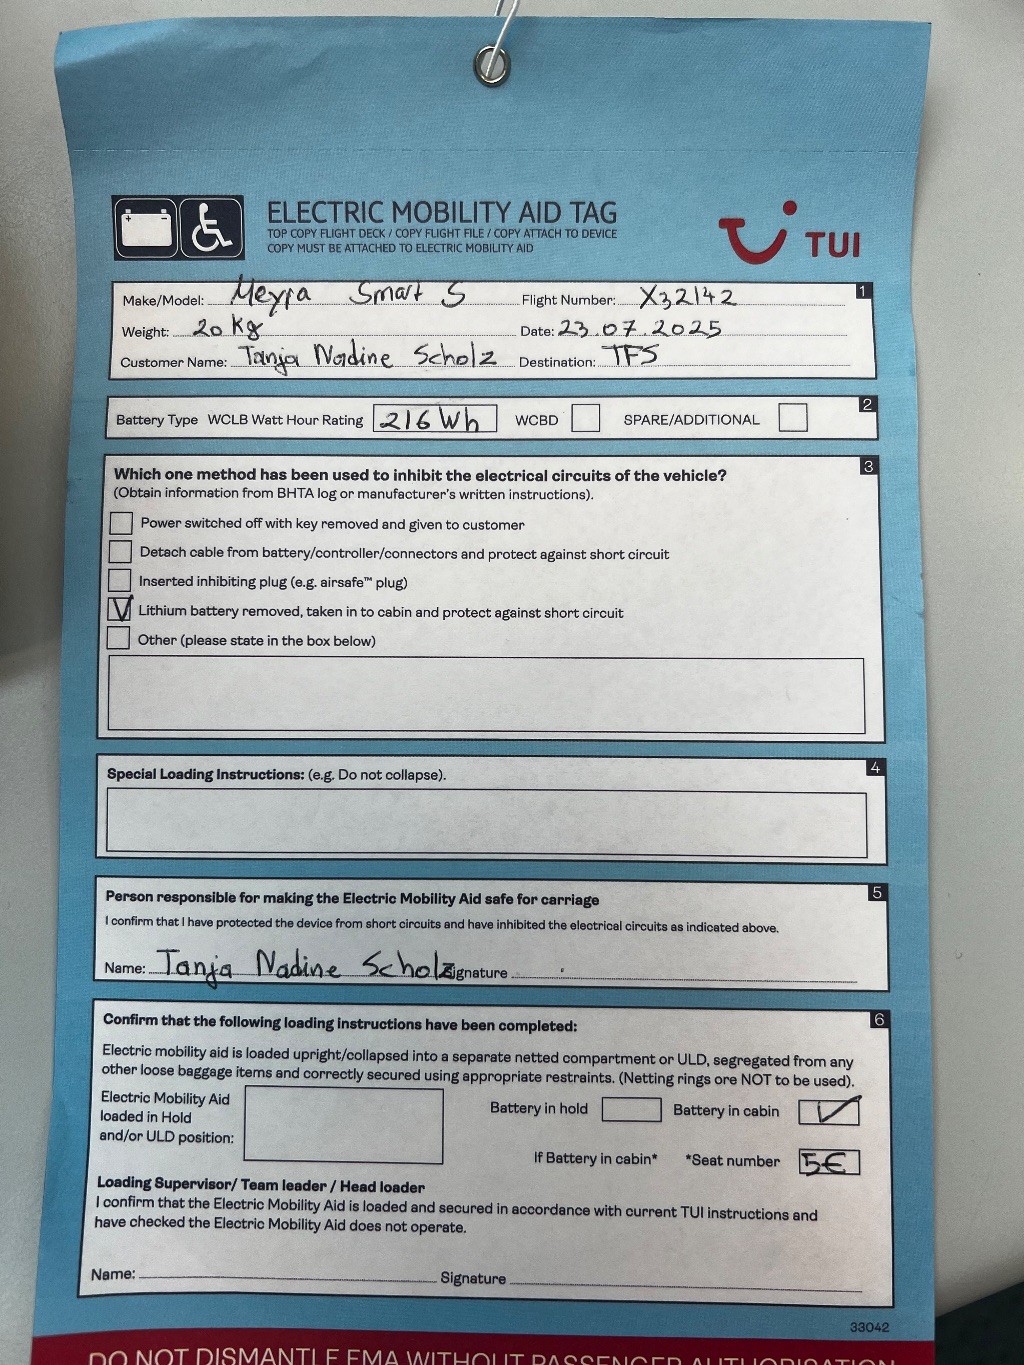 ELECTRIC MOBILITY AID TAG
TOP COPY FLIGHT DECK / COPY FLIGHT FILE / COPY ATTACH TO DEVICE
COPY MUST BE ATTACHED TO ELECTRIC MOBILITY AID
TUI
1
Make/Model: Meyra Smart S Flight Number: X32142
Weight: 20 Kg Date: 23.07.2025
Customer Name: Tanja Nadine Scholz Destination: TFS
2
Battery Type WCLB Watt Hour Rating 216 Wh WCBD SPARE/ADDITIONAL
3
Which one method has been used to inhibit the electrical circuits of the vehicle?
(Obtain information from BHTA log or manufacturer's written instructions).
Power switched off with key removed and given to customer
Detach cable from battery/controller/connectors and protect against short circuit
Inserted inhibiting plug (e.g. airsafe™ plug)
Lithium battery removed, taken in to cabin and protect against short circuit
Other (please state in the box below)
4
Special Loading Instructions: (e.g. Do not collapse).
5
Person responsible for making the Electric Mobility Aid safe for carriage
I confirm that I have protected the device from short circuits and have inhibited the electrical circuits as indicated above.
Name: Tanja Nadine Scholz Signature
6
Confirm that the following loading instructions have been completed:
Electric mobility aid is loaded upright/collapsed into a separate netted compartment or ULD, segregated from any
other loose baggage items and correctly secured using appropriate restraints. (Netting rings are NOT to be used).
Electric Mobility Aid
loaded in Hold
and/or ULD position:
Battery in hold Battery in cabin
If Battery in cabin* *Seat number 5E
Loading Supervisor/ Team leader / Head loader
I confirm that the Electric Mobility Aid is loaded and secured in accordance with current TUI instructions and
have checked the Electric Mobility Aid does not operate.
Name: Signature
33042
DO NOT DISMANTLE EMA WITHOUT PASSENGER AUTHORISATION